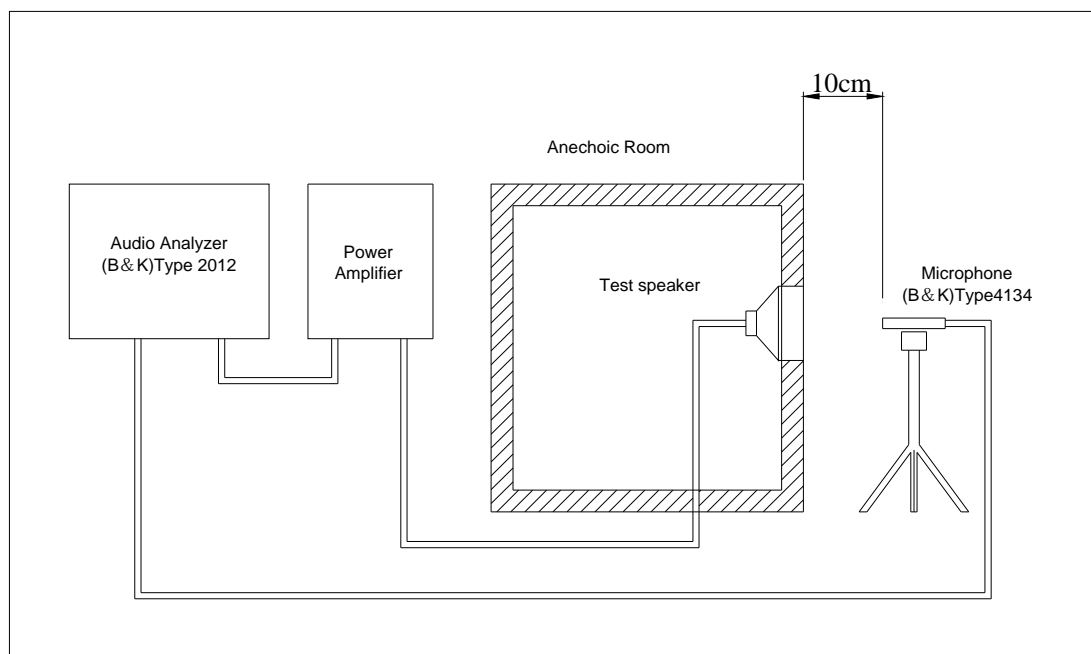 10cm
Anechoic Room
Audio Analyzer
(B&K)Type 2012
Power
Amplifier
Test speaker
Microphone
(B&K)Type4134